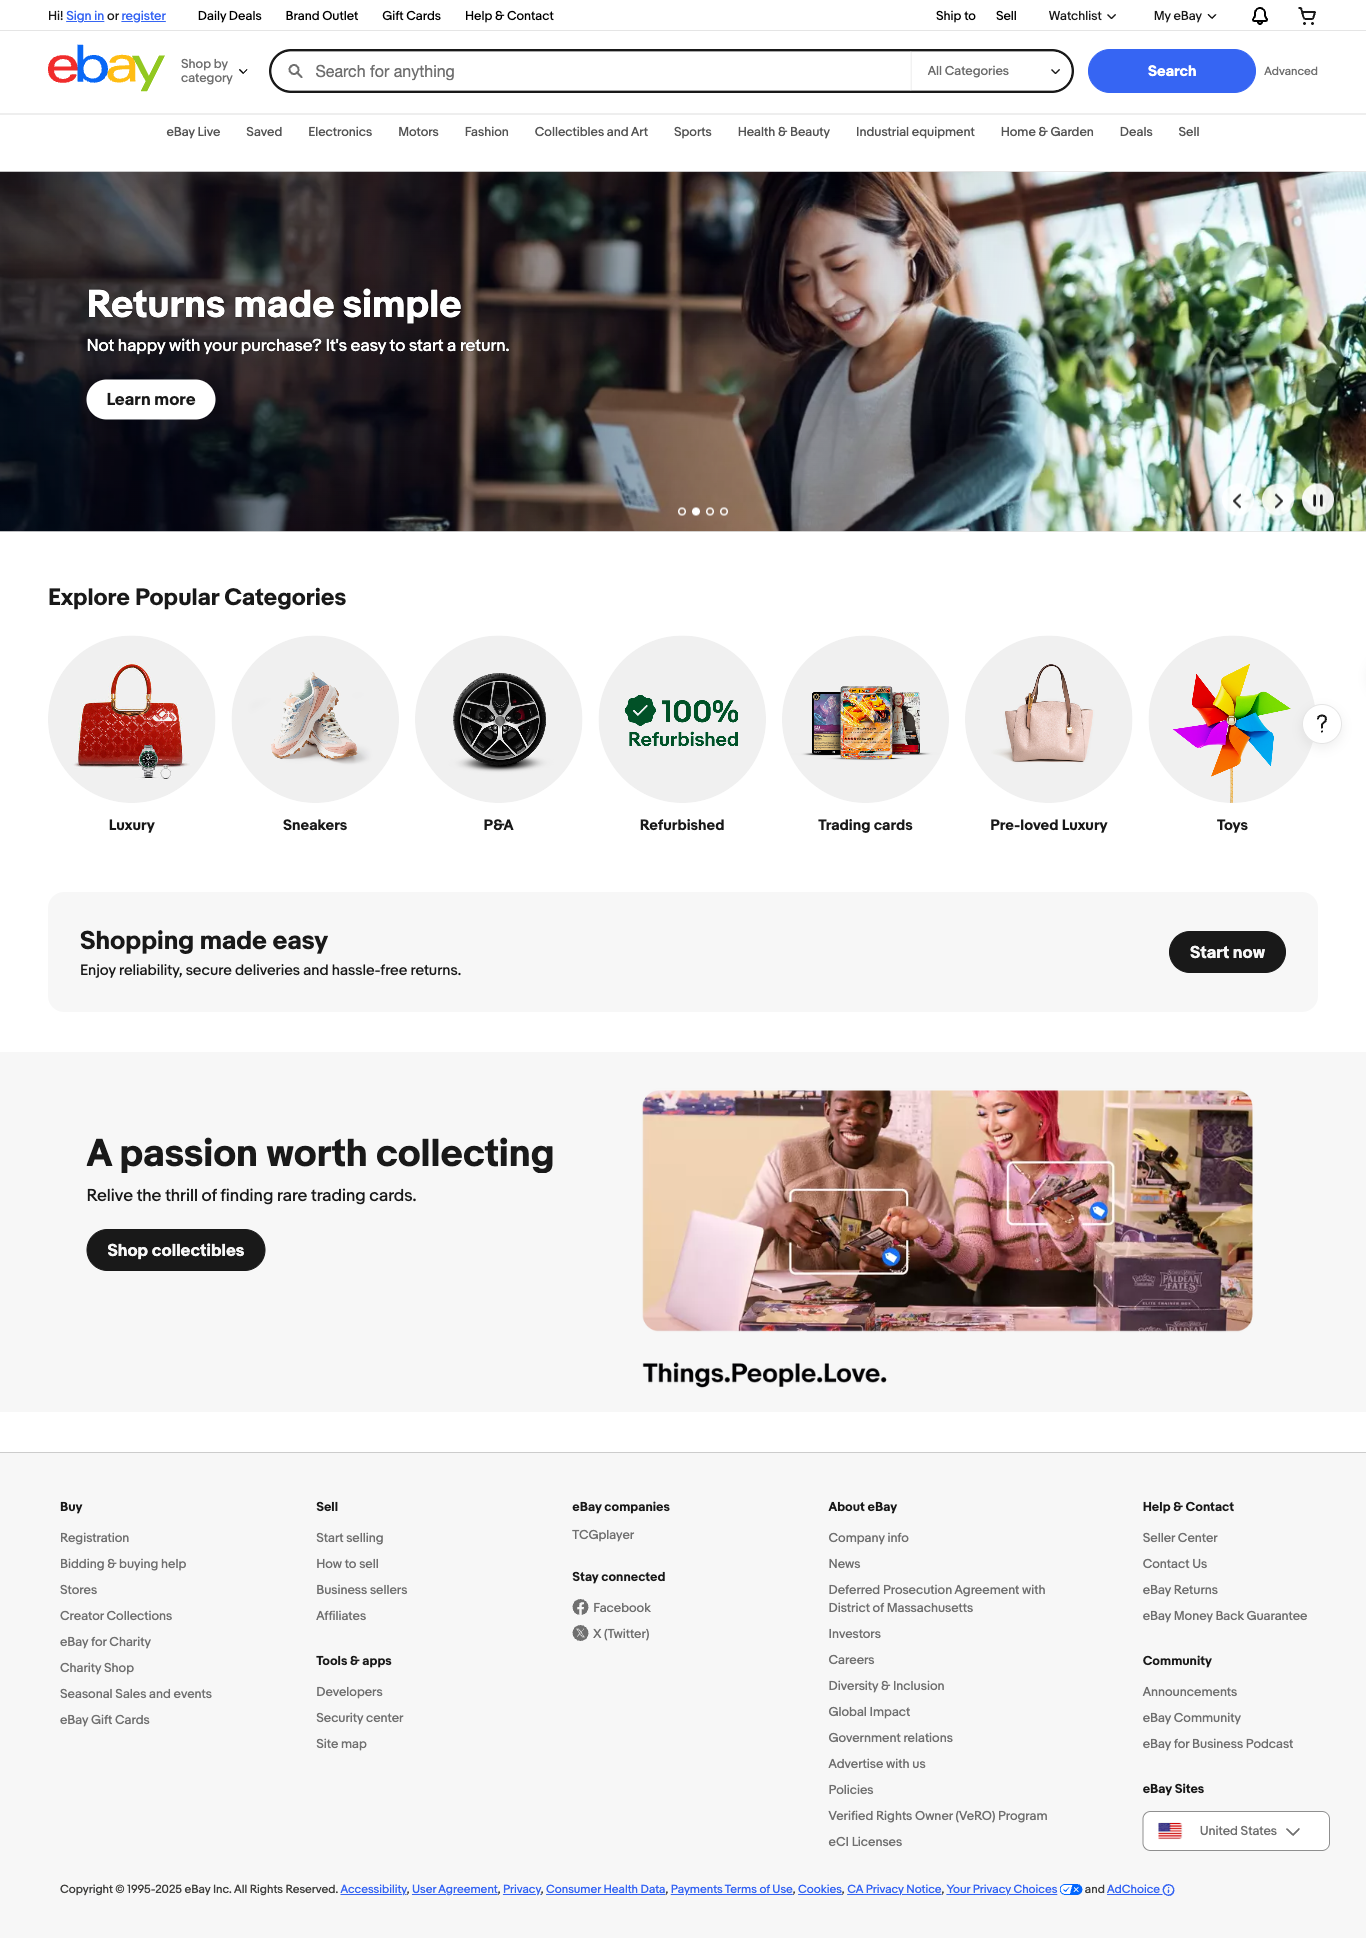 Hi! Sign in or register
Daily Deals
Brand Outlet
Gift Cards
Help & Contact
Ship to
Sell
Watchlist
My eBay
ebay
Shop by
category
Search for anything
All Categories
Search
Advanced
eBay Live
Saved
Electronics
Motors
Fashion
Collectibles and Art
Sports
Health & Beauty
Industrial equipment
Home & Garden
Deals
Sell
Returns made simple
Not happy with your purchase? It's easy to start a return.
Learn more
Explore Popular Categories
100%
Refurbished
Luxury
Sneakers
P&A
Refurbished
Trading cards
Pre-loved Luxury
Toys
?
Shopping made easy
Enjoy reliability, secure deliveries and hassle-free returns.
Start now
A passion worth collecting
Relive the thrill of finding rare trading cards.
Shop collectibles
PALDEAN
FATES
ELITE TRAINER BOX
PALDEAN
Things.People.Love.
Buy
Registration
Bidding & buying help
Stores
Creator Collections
eBay for Charity
Charity Shop
Seasonal Sales and events
eBay Gift Cards
Sell
Start selling
How to sell
Business sellers
Affiliates
Tools & apps
Developers
Security center
Site map
eBay companies
TCGplayer
Stay connected
Facebook
X (Twitter)
About eBay
Company info
News
Deferred Prosecution Agreement with
District of Massachusetts
Investors
Careers
Diversity & Inclusion
Global Impact
Government relations
Advertise with us
Policies
Verified Rights Owner (VeRO) Program
eCI Licenses
Help & Contact
Seller Center
Contact Us
eBay Returns
eBay Money Back Guarantee
Community
Announcements
eBay Community
eBay for Business Podcast
eBay Sites
United States
Copyright © 1995-2025 eBay Inc. All Rights Reserved. Accessibility, User Agreement, Privacy, Consumer Health Data, Payments Terms of Use, Cookies, CA Privacy Notice, Your Privacy Choices and AdChoice